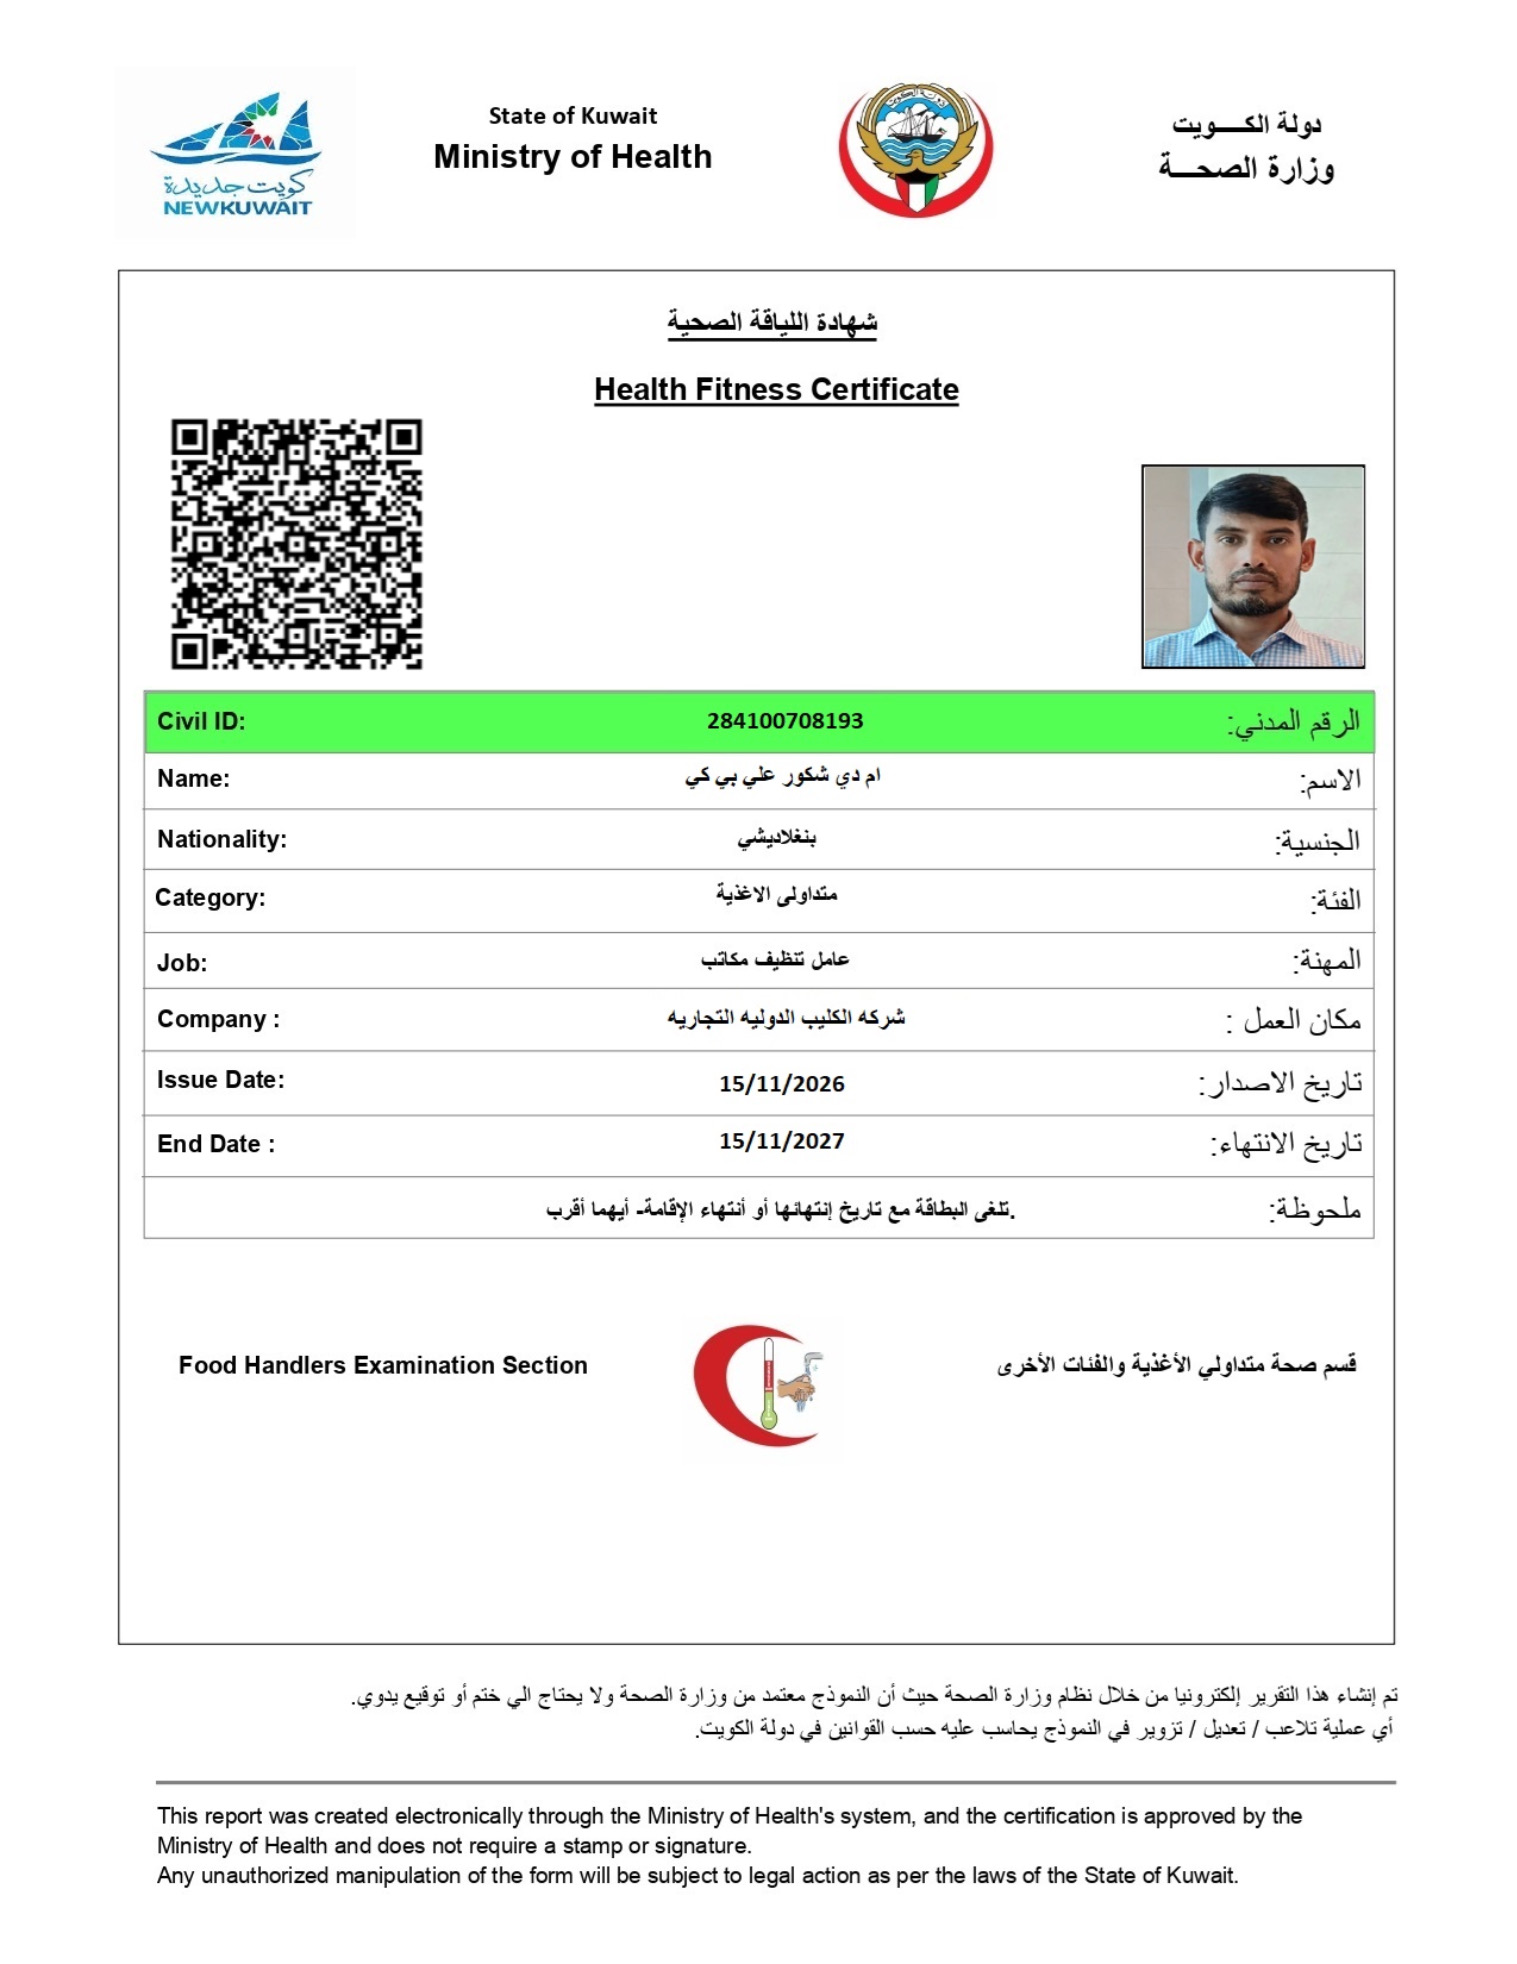 كويت جديدة
NEWKUWAIT
State of Kuwait
Ministry of Health
دولة الكـــــويت
وزارة الصحـــة
شهادة اللياقة الصحية
Health Fitness Certificate
Civil ID: 284100708193 الرقم المدني:
Name: ام دي شكور علي بي كي الاسم:
Nationality: بنغلاديشي الجنسية:
Category: متداولى الاغذية الفئة:
Job: عامل تنظيف مكاتب المهنة:
Company : شركه الكليب الدوليه التجاريه مكان العمل :
Issue Date: 15/11/2026 تاريخ الاصدار:
End Date : 15/11/2027 تاريخ الانتهاء:
.تلغى البطاقة مع تاريخ إنتهائها أو أنتهاء الإقامة- أيهما أقرب ملحوظة:
Food Handlers Examination Section قسم صحة متداولي الأغذية والفئات الأخرى
تم إنشاء هذا التقرير إلكترونيا من خلال نظام وزارة الصحة حيث أن النموذج معتمد من وزارة الصحة ولا يحتاج الي ختم أو توقيع يدوي.
أي عملية تلاعب / تعديل / تزوير في النموذج يحاسب عليه حسب القوانين في دولة الكويت.
This report was created electronically through the Ministry of Health's system, and the certification is approved by the
Ministry of Health and does not require a stamp or signature.
Any unauthorized manipulation of the form will be subject to legal action as per the laws of the State of Kuwait.